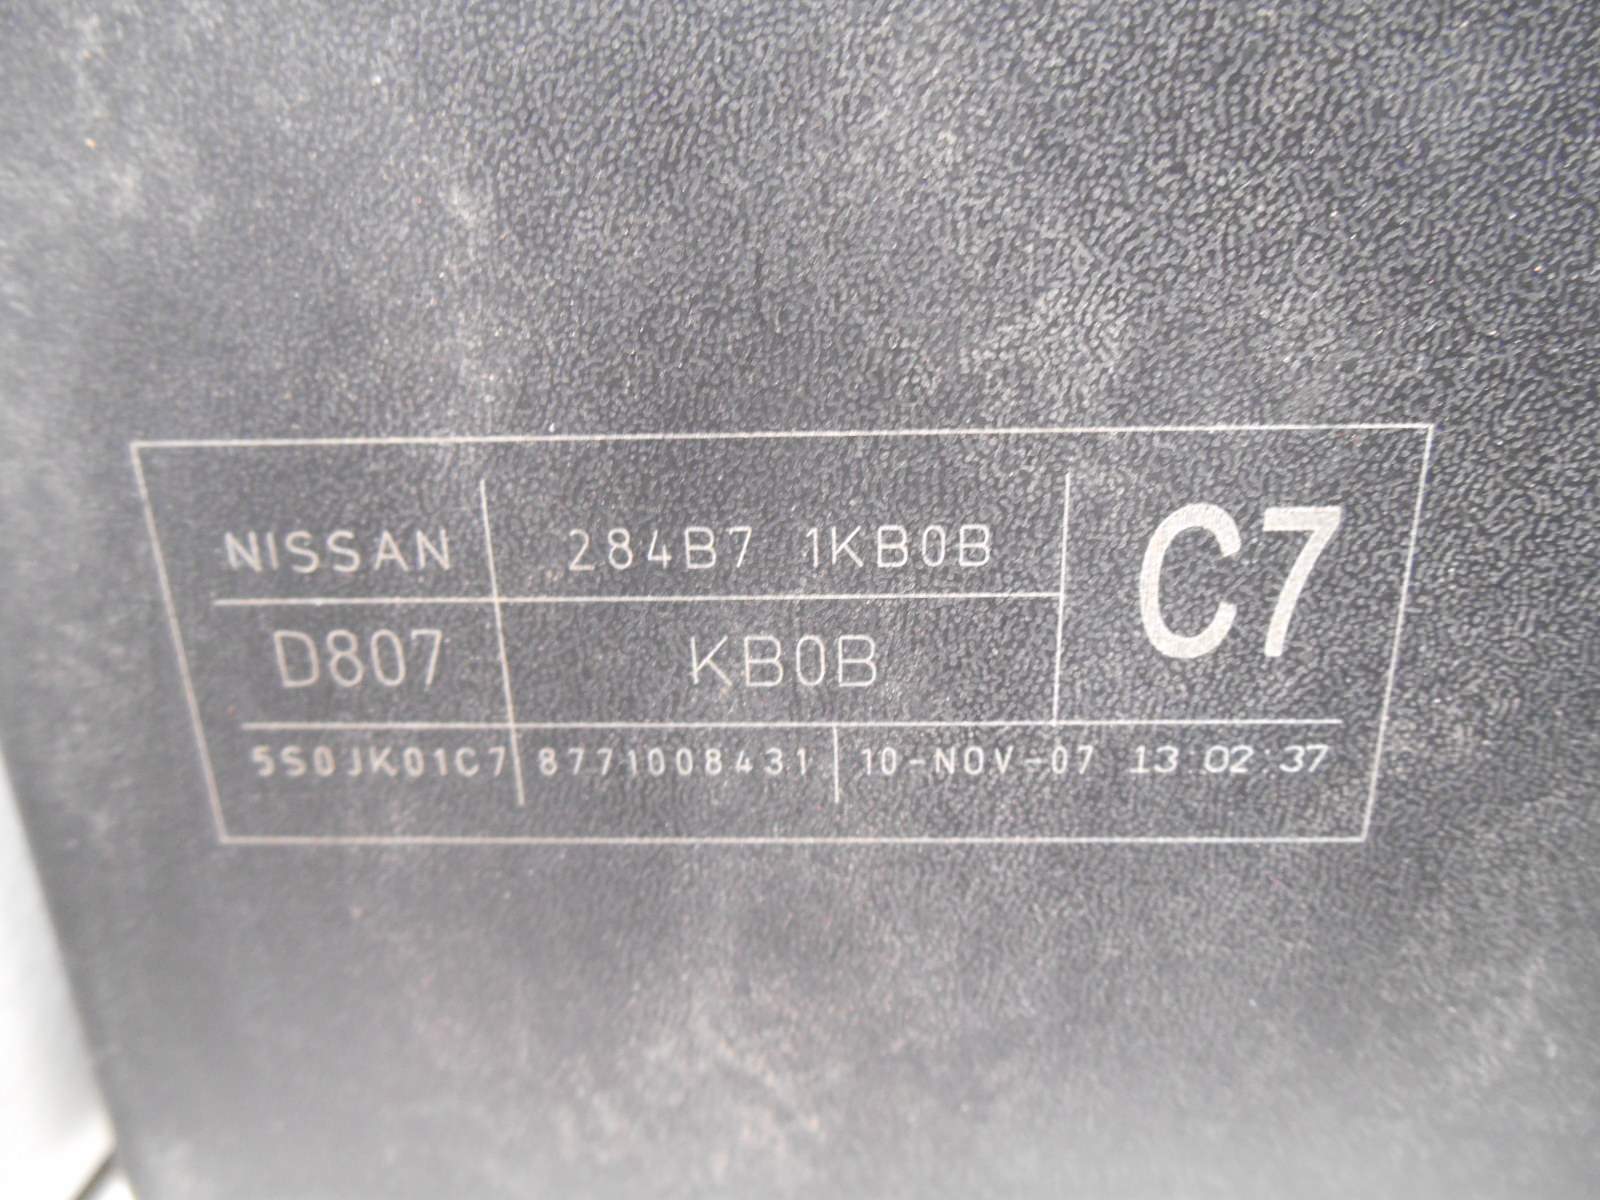 NISSAN 284B7 1KB0B C7
D807 KB0B
5S0JK01C7 8771008431 10-NOV-07 13:02:37